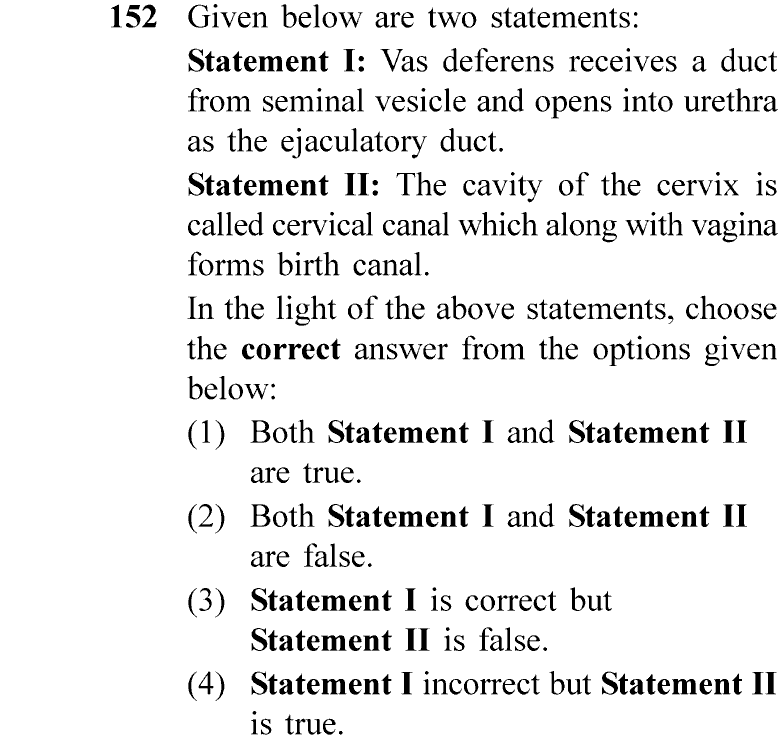 152 Given below are two statements:
Statement I: Vas deferens receives a duct
from seminal vesicle and opens into urethra
as the ejaculatory duct.
Statement II: The cavity of the cervix is
called cervical canal which along with vagina
forms birth canal.
In the light of the above statements, choose
the correct answer from the options given
below:
(1) Both Statement I and Statement II
are true.
(2) Both Statement I and Statement II
are false.
(3) Statement I is correct but
Statement II is false.
(4) Statement I incorrect but Statement II
is true.